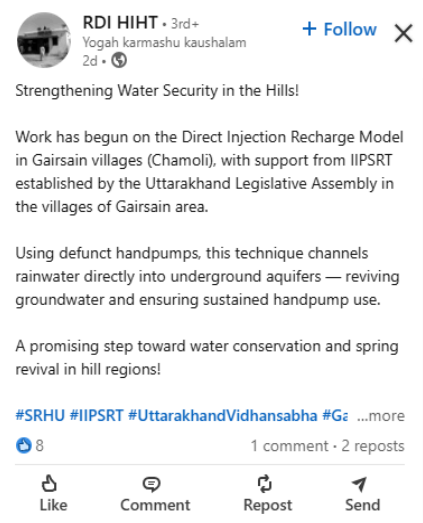 RDI HIHT • 3rd+
+ Follow
Yogah karmashu kaushalam
2d •
Strengthening Water Security in the Hills!
Work has begun on the Direct Injection Recharge Model
in Gairsain villages (Chamoli), with support from IIPSRT
established by the Uttarakhand Legislative Assembly in
the villages of Gairsain area.
Using defunct handpumps, this technique channels
rainwater directly into underground aquifers — reviving
groundwater and ensuring sustained handpump use.
A promising step toward water conservation and spring
revival in hill regions!
#SRHU #IIPSRT #UttarakhandVidhansabha #Ga ...more
8
1 comment · 2 reposts
Like Comment Repost Send